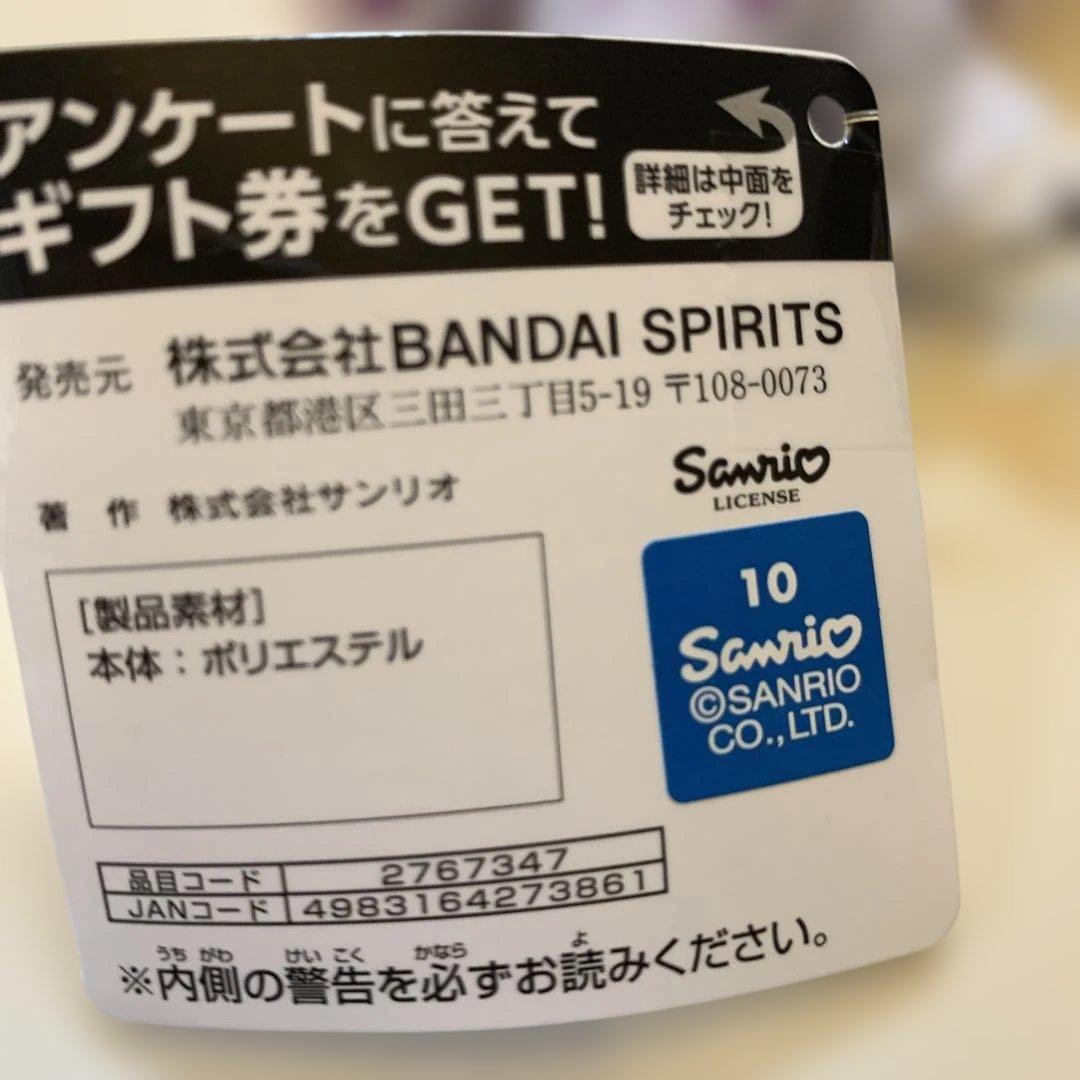 アンケートに答えて
ギフト券をGET!
詳細は中面を
チェック!
発売元 株式会社BANDAI SPIRITS
東京都港区三田三丁目5-19 〒108-0073
著 作 株式会社サンリオ
Sanrio
LICENSE
[製品素材]
本体:ポリエステル
10
Sanrio
©SANRIO
CO.,LTD.
品目コード 2767347
JANコード 4983164273861
うち がわ けい こく かなら よ
※内側の警告を必ずお読みください。